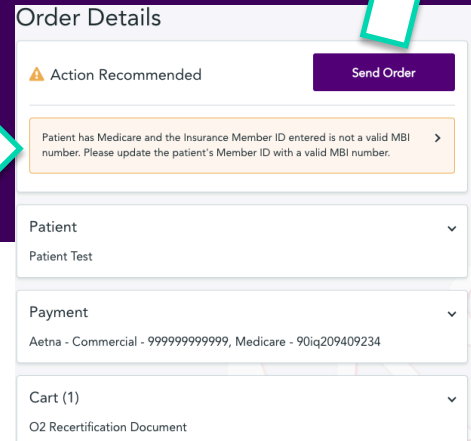 Order Details
Action Recommended
Send Order
Patient has Medicare and the Insurance Member ID entered is not a valid MBI
number. Please update the patient's Member ID with a valid MBI number.
Patient
Patient Test
Payment
Aetna - Commercial - 999999999999, Medicare - 90iq209409234
Cart (1)
O2 Recertification Document